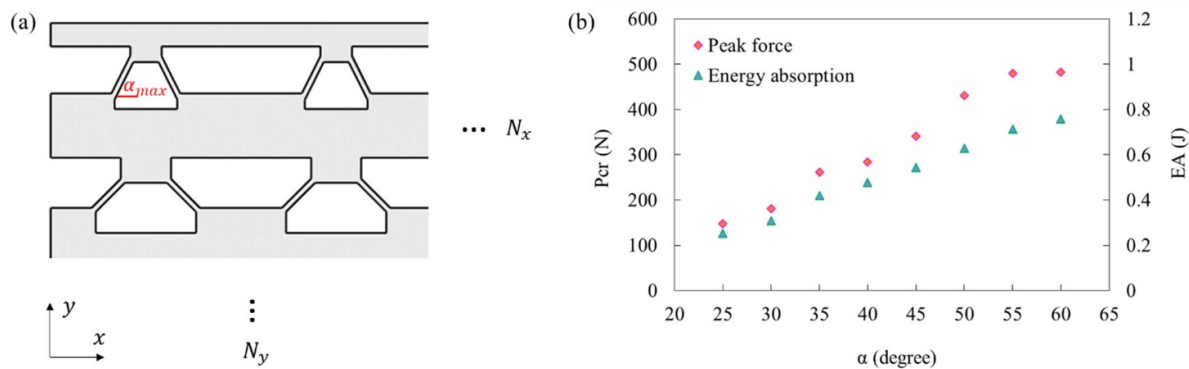 (a)
α_max
... N_x
⋮
N_y
y
x
(b)
Peak force
Energy absorption
Pcr (N)
600
500
400
300
200
100
0
EA (J)
1.2
1
0.8
0.6
0.4
0.2
0
20 25 30 35 40 45 50 55 60 65
α (degree)